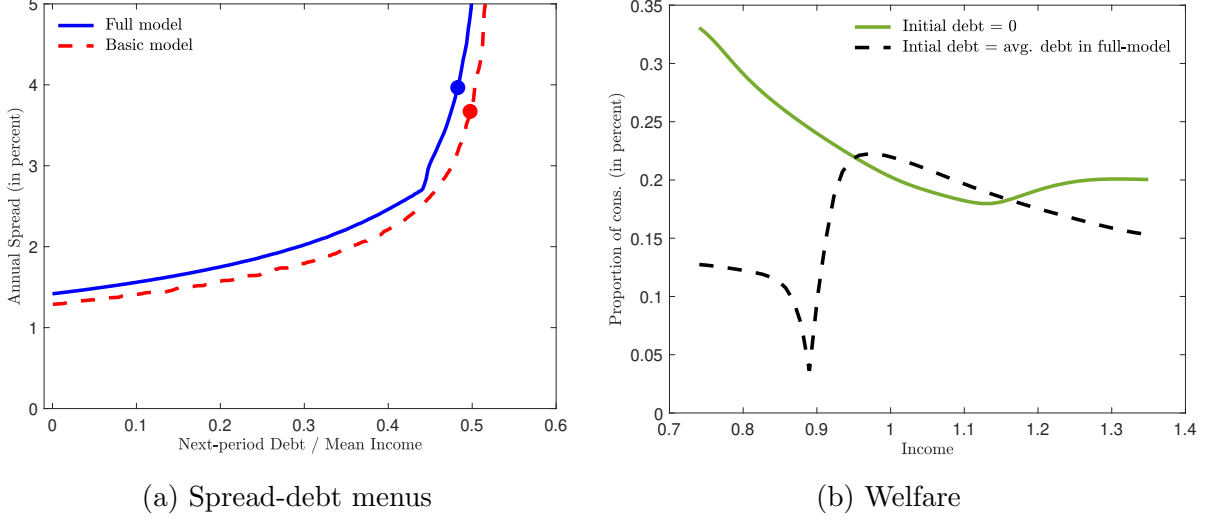 5
4
3
2
1
0
Annual Spread (in percent)
Full model
Basic model
0
0.1
0.2
0.3
0.4
0.5
0.6
Next-period Debt / Mean Income
(a) Spread-debt menus
0.35
0.3
0.25
0.2
0.15
0.1
0.05
0
Proportion of cons. (in percent)
Initial debt = 0
Intial debt = avg. debt in full-model
0.7
0.8
0.9
1
1.1
1.2
1.3
1.4
Income
(b) Welfare